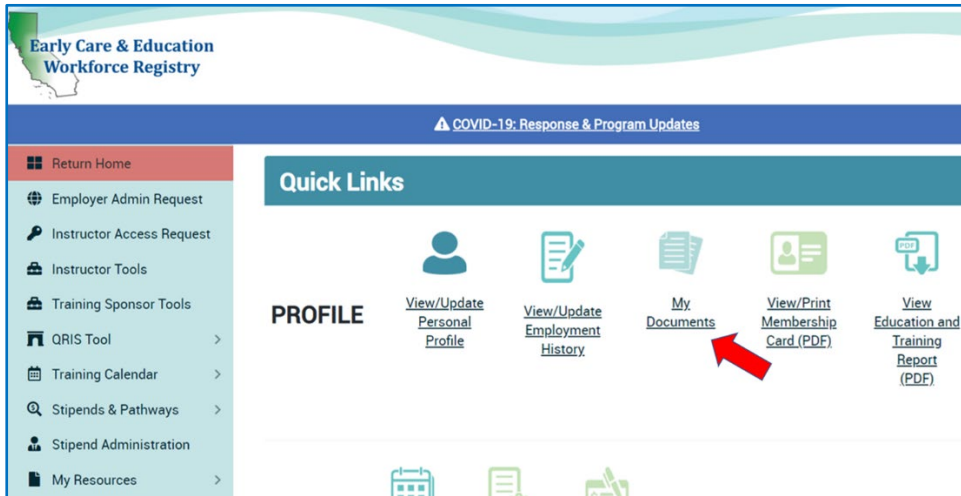 Early Care & Education
Workforce Registry
COVID-19: Response & Program Updates
Return Home
Employer Admin Request
Instructor Access Request
Instructor Tools
Training Sponsor Tools
QRIS Tool
Training Calendar
Stipends & Pathways
Stipend Administration
My Resources
Quick Links
PROFILE
View/Update
Personal
Profile
View/Update
Employment
History
My
Documents
View/Print
Membership
Card (PDF)
PDF
View
Education and
Training
Report
(PDF)